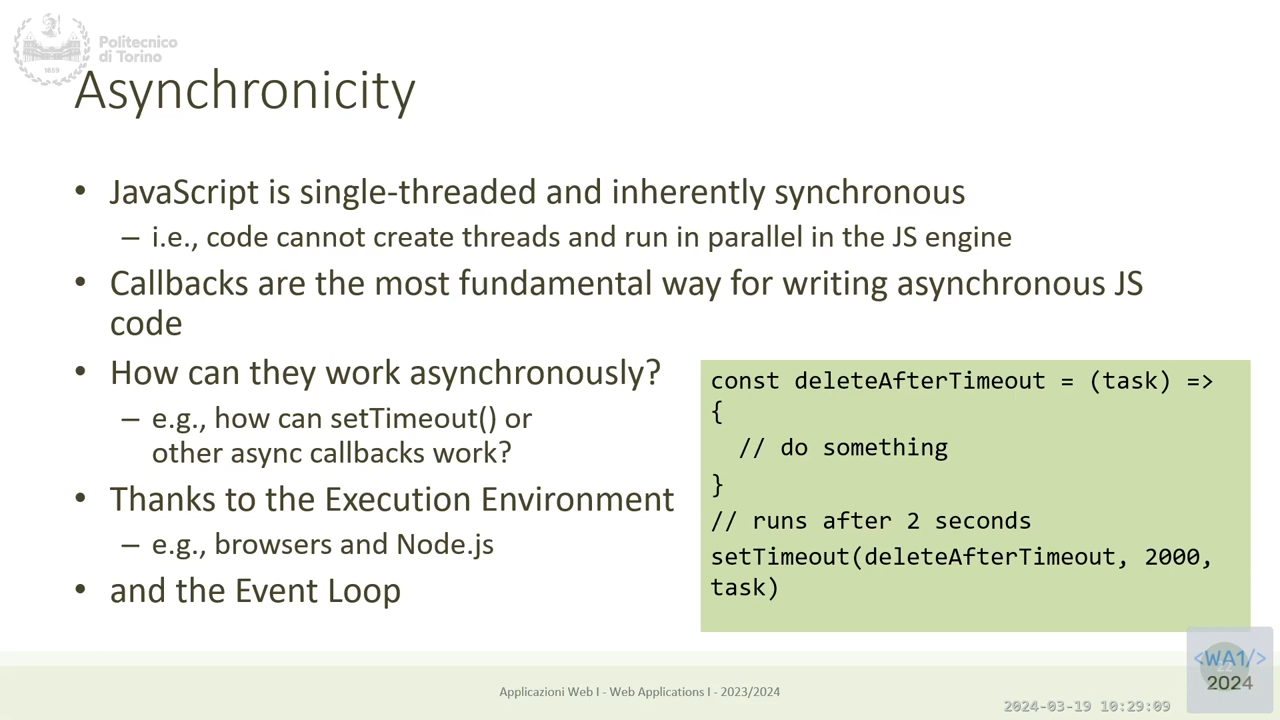 Politecnico
di Torino
1859
Asynchronicity
• JavaScript is single-threaded and inherently synchronous
– i.e., code cannot create threads and run in parallel in the JS engine
• Callbacks are the most fundamental way for writing asynchronous JS
code
• How can they work asynchronously?
– e.g., how can setTimeout() or
other async callbacks work?
• Thanks to the Execution Environment
– e.g., browsers and Node.js
• and the Event Loop
const deleteAfterTimeout = (task) =>
{
// do something
}
// runs after 2 seconds
setTimeout(deleteAfterTimeout, 2000,
task)
Applicazioni Web I - Web Applications I - 2023/2024
<WA1/>
2024
2024-03-19 10:29:09